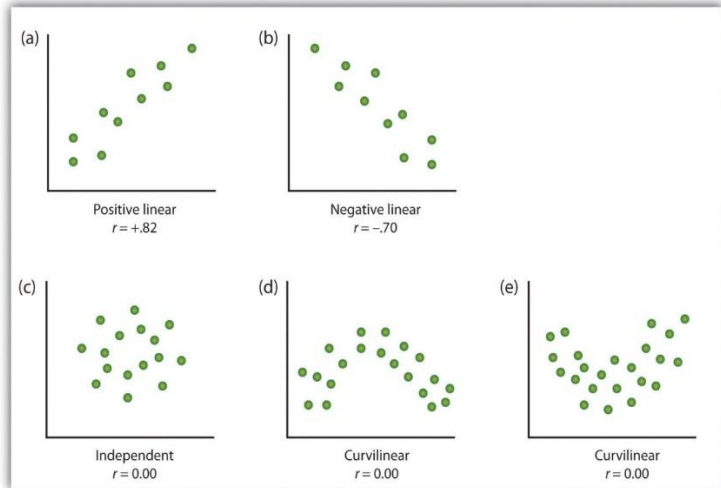 (a)
Positive linear
r = +.82
(b)
Negative linear
r = –.70
(c)
Independent
r = 0.00
(d)
Curvilinear
r = 0.00
(e)
Curvilinear
r = 0.00